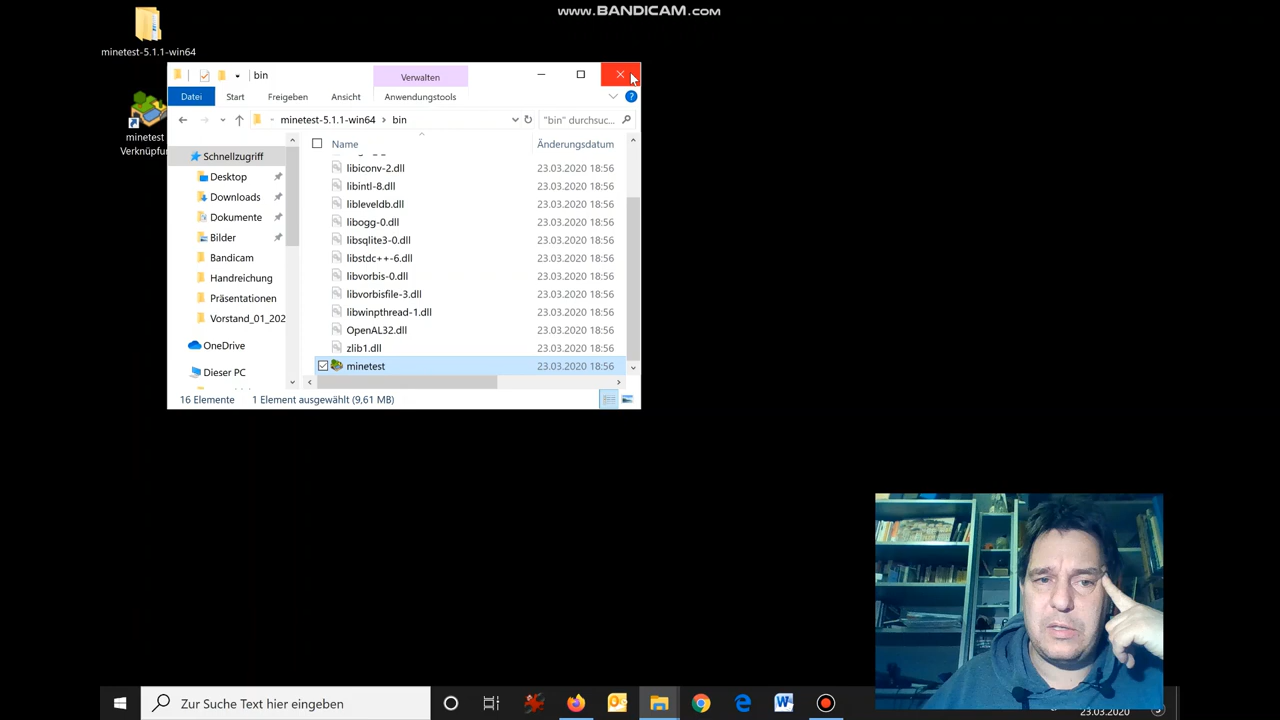 www.BANDICAM.com
minetest-5.1.1-win64
bin
Verwalten
Datei
Start
Freigeben
Ansicht
Anwendungstools
minetest-5.1.1-win64
bin
"bin" durchsuc...
minetest
Verknüpfun
Name
Änderungsdatum
Schnellzugriff
Desktop
Downloads
Dokumente
Bilder
Bandicam
Handreichung
Präsentationen
Vorstand_01_202
OneDrive
Dieser PC
libiconv-2.dll 23.03.2020 18:56
libintl-8.dll 23.03.2020 18:56
libleveldb.dll 23.03.2020 18:56
libogg-0.dll 23.03.2020 18:56
libsqlite3-0.dll 23.03.2020 18:56
libstdc++-6.dll 23.03.2020 18:56
libvorbis-0.dll 23.03.2020 18:56
libvorbisfile-3.dll 23.03.2020 18:56
libwinpthread-1.dll 23.03.2020 18:56
OpenAL32.dll 23.03.2020 18:56
zlib1.dll 23.03.2020 18:56
minetest 23.03.2020 18:56
16 Elemente
1 Element ausgewählt (9,61 MB)
Zur Suche Text hier eingeben
23.03.2020